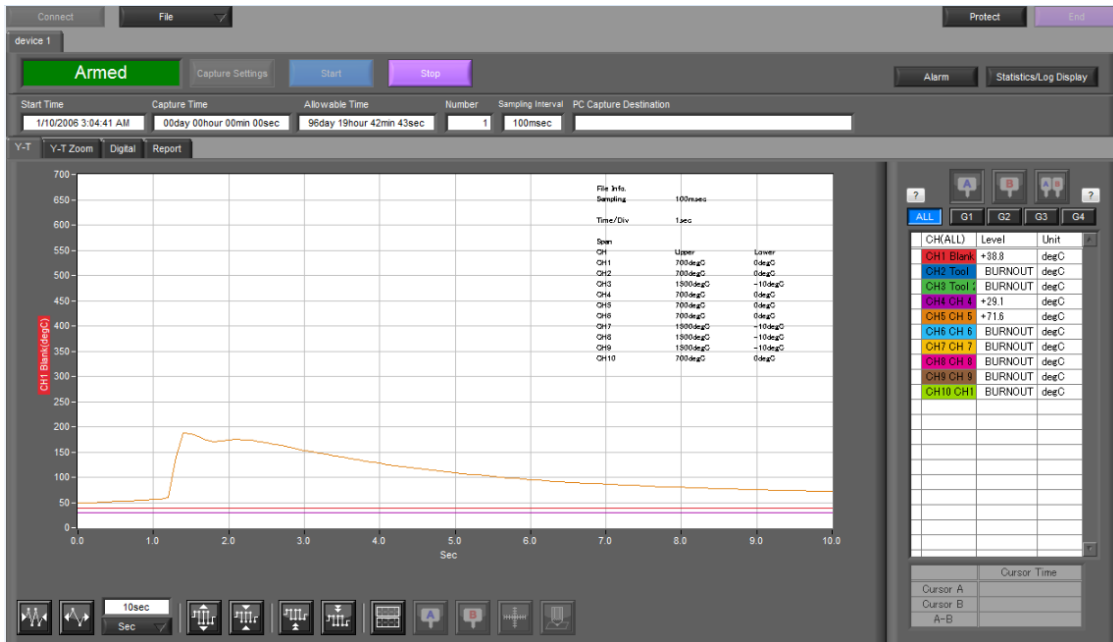 Connect File Protect End
device 1
Armed Capture Settings Start Stop Alarm Statistics/Log Display
Start Time Capture Time Allowable Time Number Sampling Interval PC Capture Destination
1/10/2006 3:04:41 AM 00day 00hour 00min 00sec 96day 19hour 42min 43sec 1 100msec
Y-T Y-T Zoom Digital Report
700
650
600
550
500
450
400
350
300
250
200
150
100
50
0
CH1 Blank(degC)
0.0 1.0 2.0 3.0 4.0 5.0 6.0 7.0 8.0 9.0 10.0
Sec
File Info.
Sampling 100msec
Time/Div 1sec
Span
CH Upper Lower
CH1 700degC 0degC
CH2 700degC 0degC
CH3 1300degC -10degC
CH4 700degC 0degC
CH5 700degC 0degC
CH6 700degC 0degC
CH7 1300degC -10degC
CH8 1300degC -10degC
CH9 1300degC -10degC
CH10 700degC 0degC
? A B A B ?
ALL G1 G2 G3 G4
CH(ALL) Level Unit
CH1 Blank +38.8 degC
CH2 Tool BURNOUT degC
CH3 Tool BURNOUT degC
CH4 CH 4 +29.1 degC
CH5 CH 5 +71.6 degC
CH6 CH 6 BURNOUT degC
CH7 CH 7 BURNOUT degC
CH8 CH 8 BURNOUT degC
CH9 CH 9 BURNOUT degC
CH10 CH1 BURNOUT degC
Cursor Time
Cursor A
Cursor B
A-B
10sec
Sec
A B